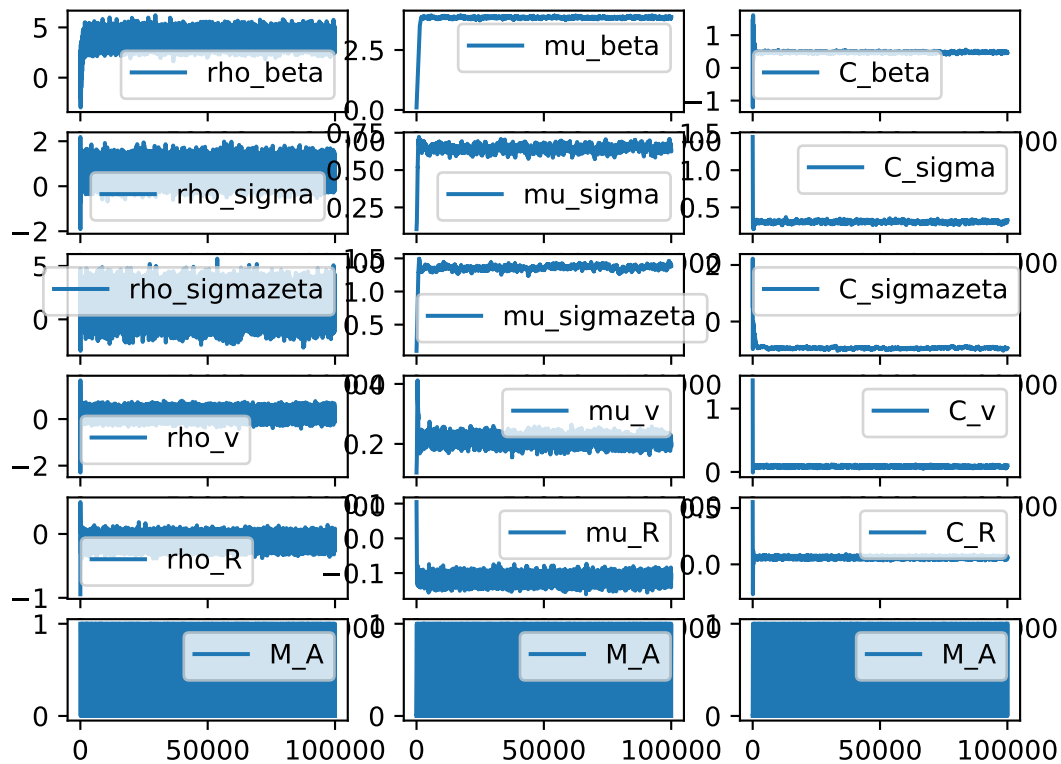 5
0
rho_beta
2.5
0.0
mu_beta
1
0
−1
C_beta
2
0
−2
rho_sigma
0.75
0.50
0.25
mu_sigma
1.5
1.0
0.5
C_sigma
5
0
rho_sigmazeta
1.5
1.0
0.5
mu_sigmazeta
2
0
C_sigmazeta
0
−2
rho_v
0.4
0.2
mu_v
1
0
C_v
0
−1
rho_R
0.1
0.0
−0.1
mu_R
0.5
0.0
C_R
1
0
M_A
1
0
M_A
1
0
M_A
0 50000 100000
0 50000 100000
0 50000 100000